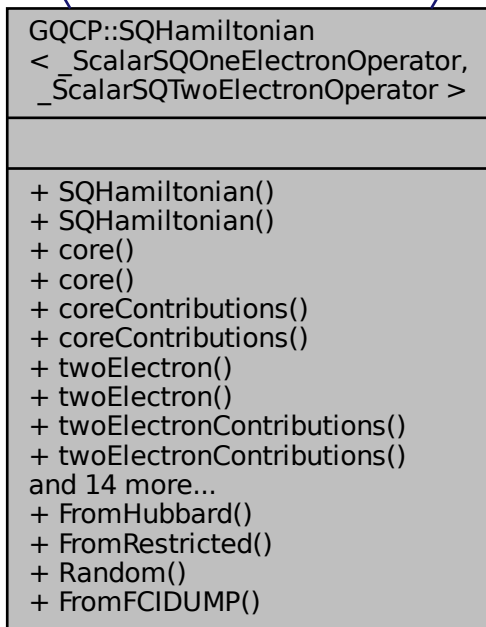 GQCP::SQHamiltonian
< _ScalarSQOneElectronOperator,
_ScalarSQTwoElectronOperator >
+ SQHamiltonian()
+ SQHamiltonian()
+ core()
+ core()
+ coreContributions()
+ coreContributions()
+ twoElectron()
+ twoElectron()
+ twoElectronContributions()
+ twoElectronContributions()
and 14 more...
+ FromHubbard()
+ FromRestricted()
+ Random()
+ FromFCIDUMP()